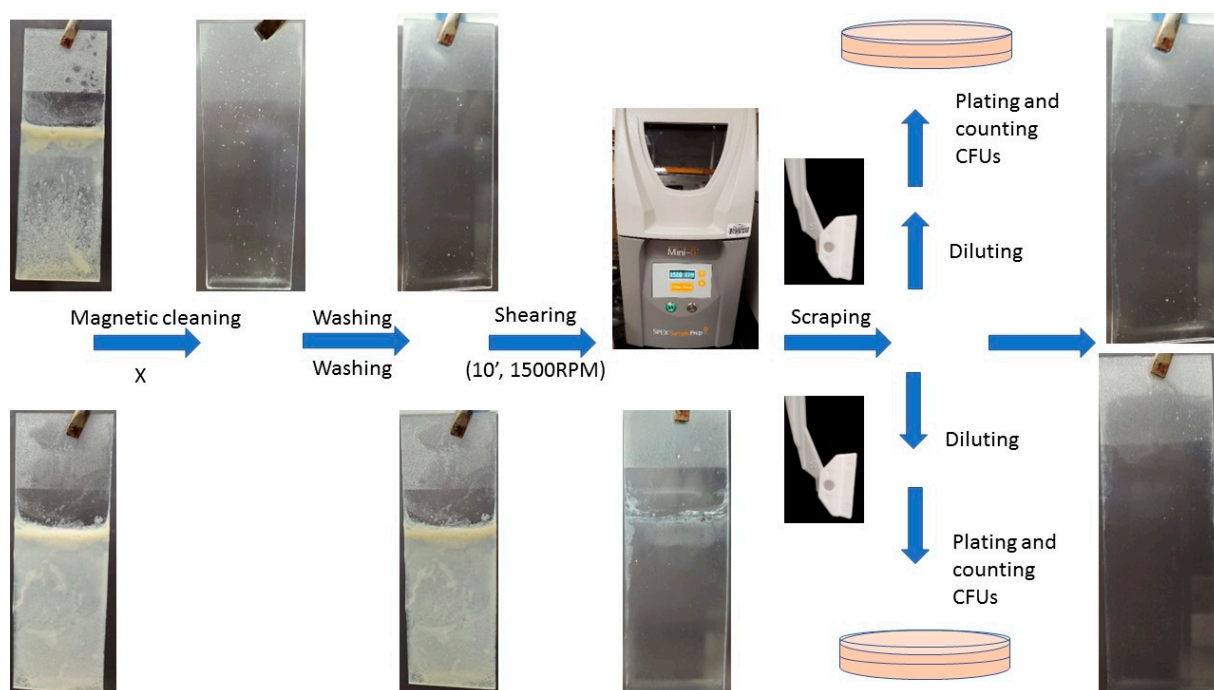 Plating and
counting
CFUs
Diluting
Mini-G
1500 RPM
SPEX SamplePrep
Magnetic cleaning
X
Washing
Washing
Shearing
(10’, 1500RPM)
Scraping
Diluting
Plating and
counting
CFUs